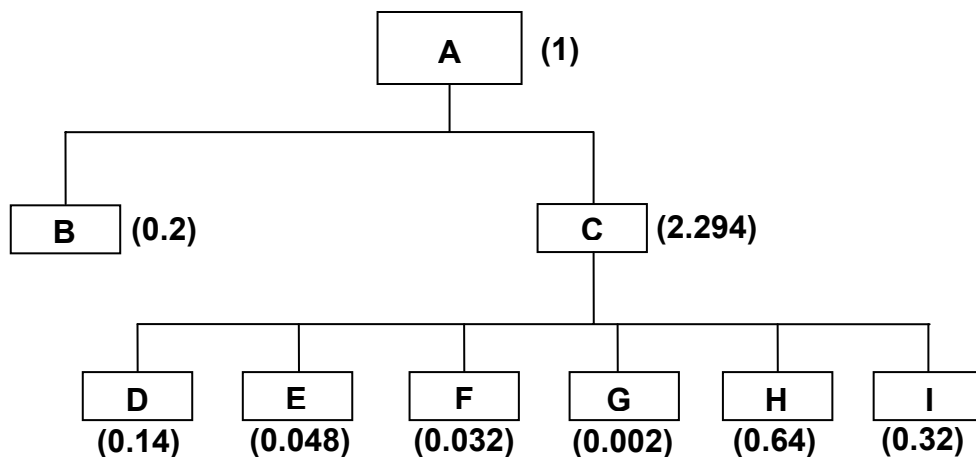 A (1)
B (0.2) C (2.294)
D E F G H I
(0.14) (0.048) (0.032) (0.002) (0.64) (0.32)